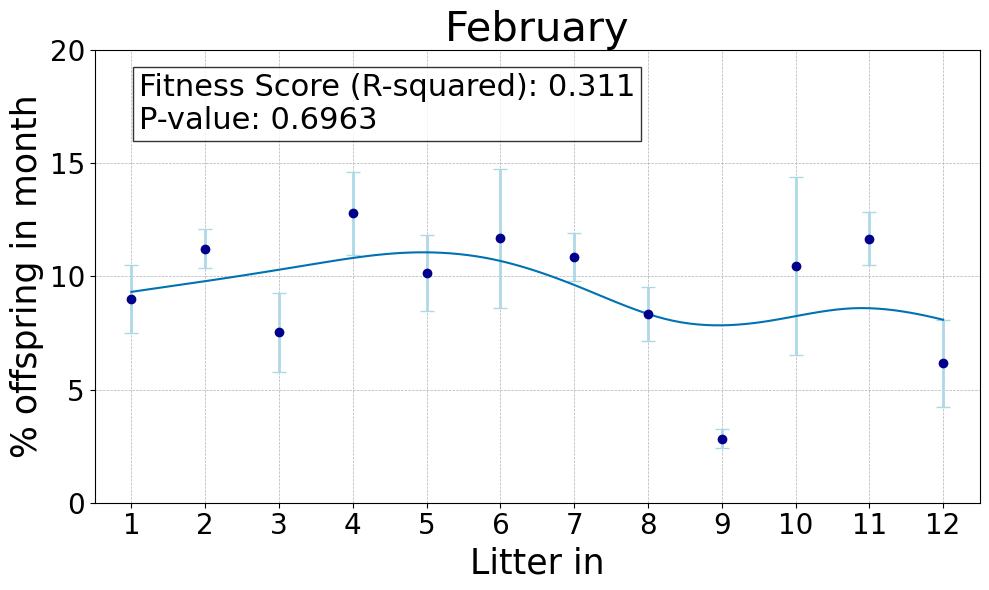 February
Fitness Score (R-squared): 0.311
P-value: 0.6963
% offspring in month
20
15
10
5
0
1 2 3 4 5 6 7 8 9 10 11 12
Litter in